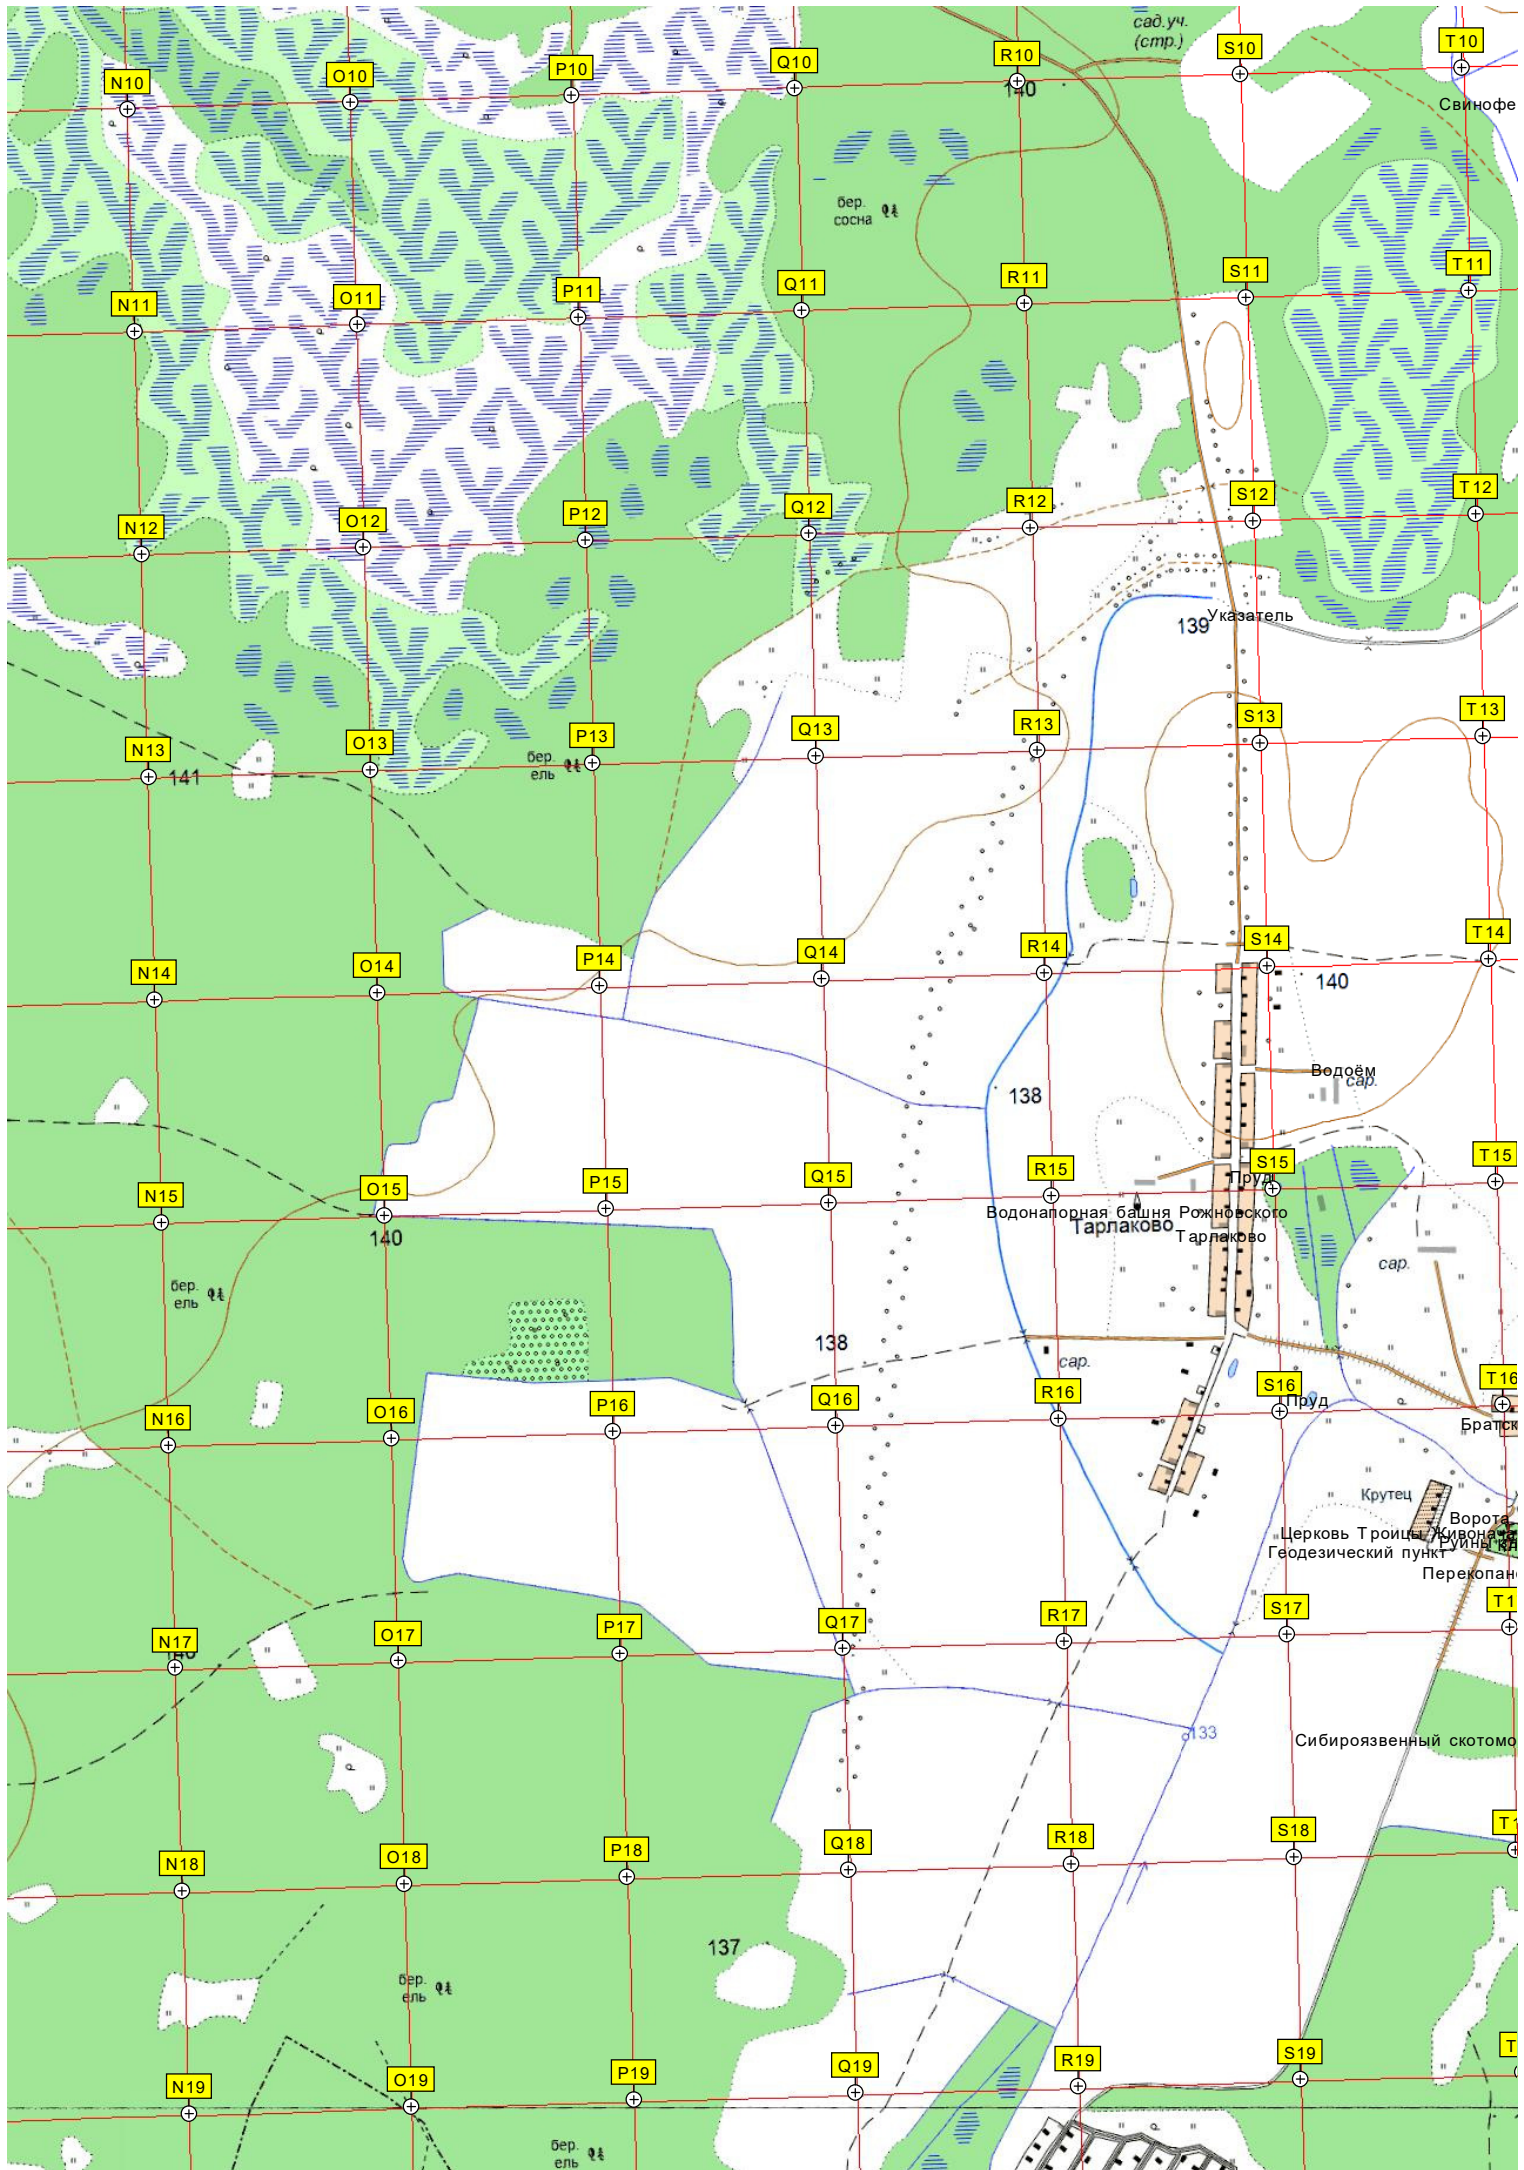 сад.уч.
(стр.)
N10
O10
P10
Q10
R10
S10
T10
140
Свинофе
бер.
сосна
N11
O11
P11
Q11
R11
S11
T11
N12
O12
P12
Q12
R12
S12
T12
Указатель
139
N13
O13
P13
Q13
R13
S13
T13
141
бер.
ель
N14
O14
P14
Q14
R14
S14
T14
140
138
Водоём
сар.
N15
O15
P15
Q15
R15
S15
T15
Пруд
Водонапорная башня Рожновского
Тарлаково
Тарлаково
140
сар.
бер.
ель
138
сар.
N16
O16
P16
Q16
R16
S16
T16
Пруд
Братск
Крутец
Ворота
Церковь Троицы Живонача
Геодезический пункт
Руины
Перекопан
N17
O17
P17
Q17
R17
S17
T1
140
133
Сибироязвенный скотомо
N18
O18
P18
Q18
R18
S18
T1
137
бер.
ель
N19
O19
P19
Q19
R19
S19
T
бер.
ель